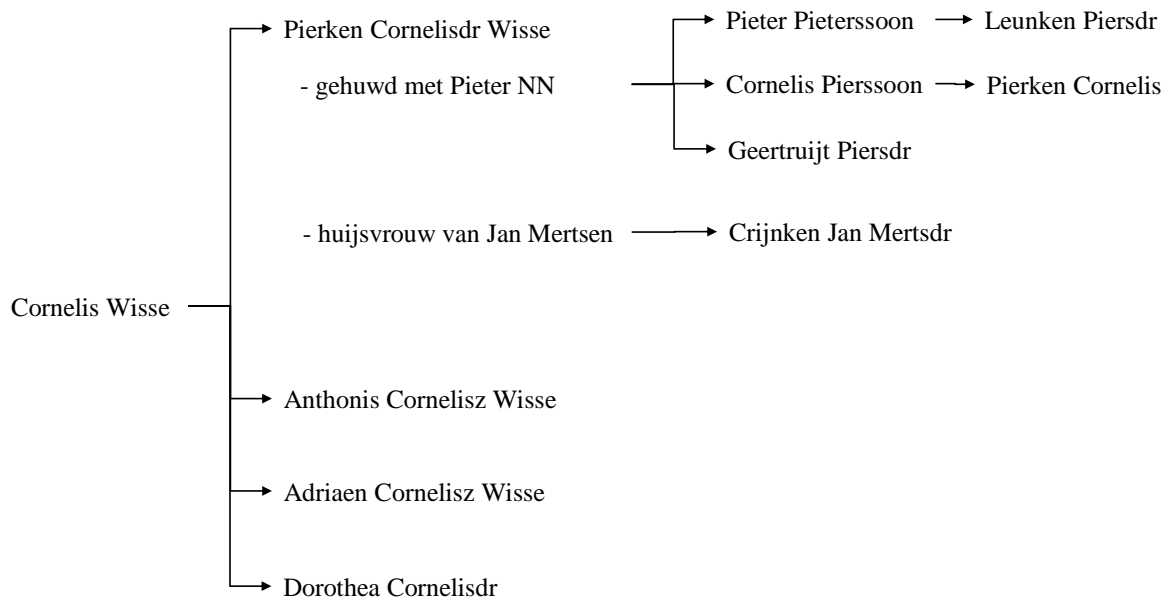 Pierken Cornelisdr Wisse
Pieter Pieterssoon
Leunken Piersdr
- gehuwd met Pieter NN
Cornelis Pierssoon
Pierken Cornelis
Geertruijt Piersdr
- huijsvrouw van Jan Mertsen
Crijnken Jan Mertsdr
Cornelis Wisse
Anthonis Cornelisz Wisse
Adriaen Cornelisz Wisse
Dorothea Cornelisdr